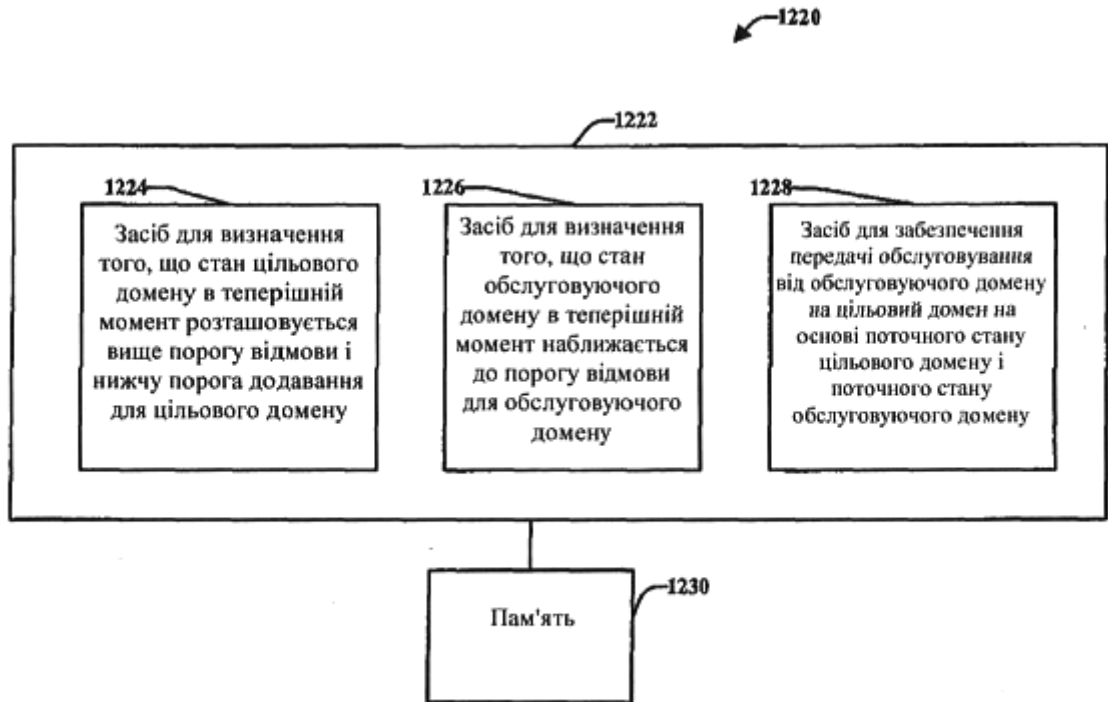 1220
1222
1224
Засіб для визначення
того, що стан цільового
домену в теперішній
момент розташовується
вище порогу відмови і
нижчу порога додавання
для цільового домену
1226
Засіб для визначення
того, що стан
обслуговуючого
домену в теперішній
момент наближається
до порогу відмови
для обслуговуючого
домену
1228
Засіб для забезпечення
передачі обслуговування
від обслуговуючого домену
на цільовий домен на
основі поточного стану
цільового домену і
поточного стану
обслуговуючого домену
Пам'ять
1230